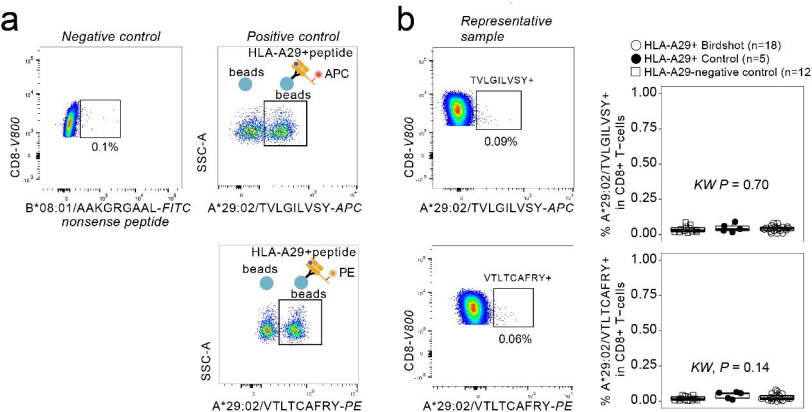 a
Negative control
CD8-V800
0.1%
B*08:01/AAKGRGAAL-FITC
nonsense peptide
Positive control
HLA-A29+peptide
beads
APC
beads
SSC-A
A*29:02/TVLGILVSY-APC
HLA-A29+peptide
beads
PE
beads
SSC-A
A*29:02/VTLTCAFRY-PE
b
Representative
sample
TVLGILVSY+
CD8-V800
0.09%
A*29:02/TVLGILVSY-APC
VTLTCAFRY+
CD8-V800
0.06%
A*29:02/VTLTCAFRY-PE
HLA-A29+ Birdshot (n=18)
HLA-A29+ Control (n=5)
HLA-A29-negative control (n=12
% A*29:02/TVLGILVSY+
in CD8+ T-cells
1.00
0.75
0.50
0.25
0.00
KW P = 0.70
% A*29:02/VTLTCAFRY+
in CD8+ T-cells
1.00
0.75
0.50
0.25
0.00
KW, P = 0.14